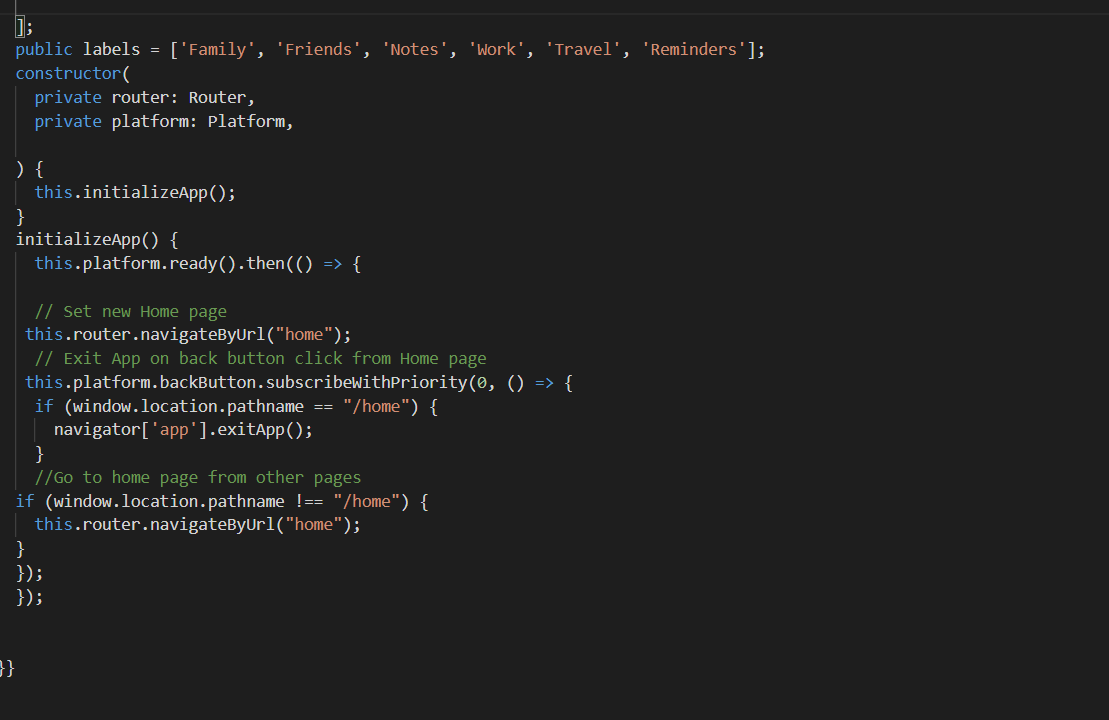 ];
public labels = ['Family', 'Friends', 'Notes', 'Work', 'Travel', 'Reminders'];
constructor(
private router: Router,
private platform: Platform,
) {
this.initializeApp();
}
initializeApp() {
this.platform.ready().then(() => {
// Set new Home page
this.router.navigateByUrl("home");
// Exit App on back button click from Home page
this.platform.backButton.subscribeWithPriority(0, () => {
if (window.location.pathname == "/home") {
navigator['app'].exitApp();
}
//Go to home page from other pages
if (window.location.pathname !== "/home") {
this.router.navigateByUrl("home");
}
});
});
}}